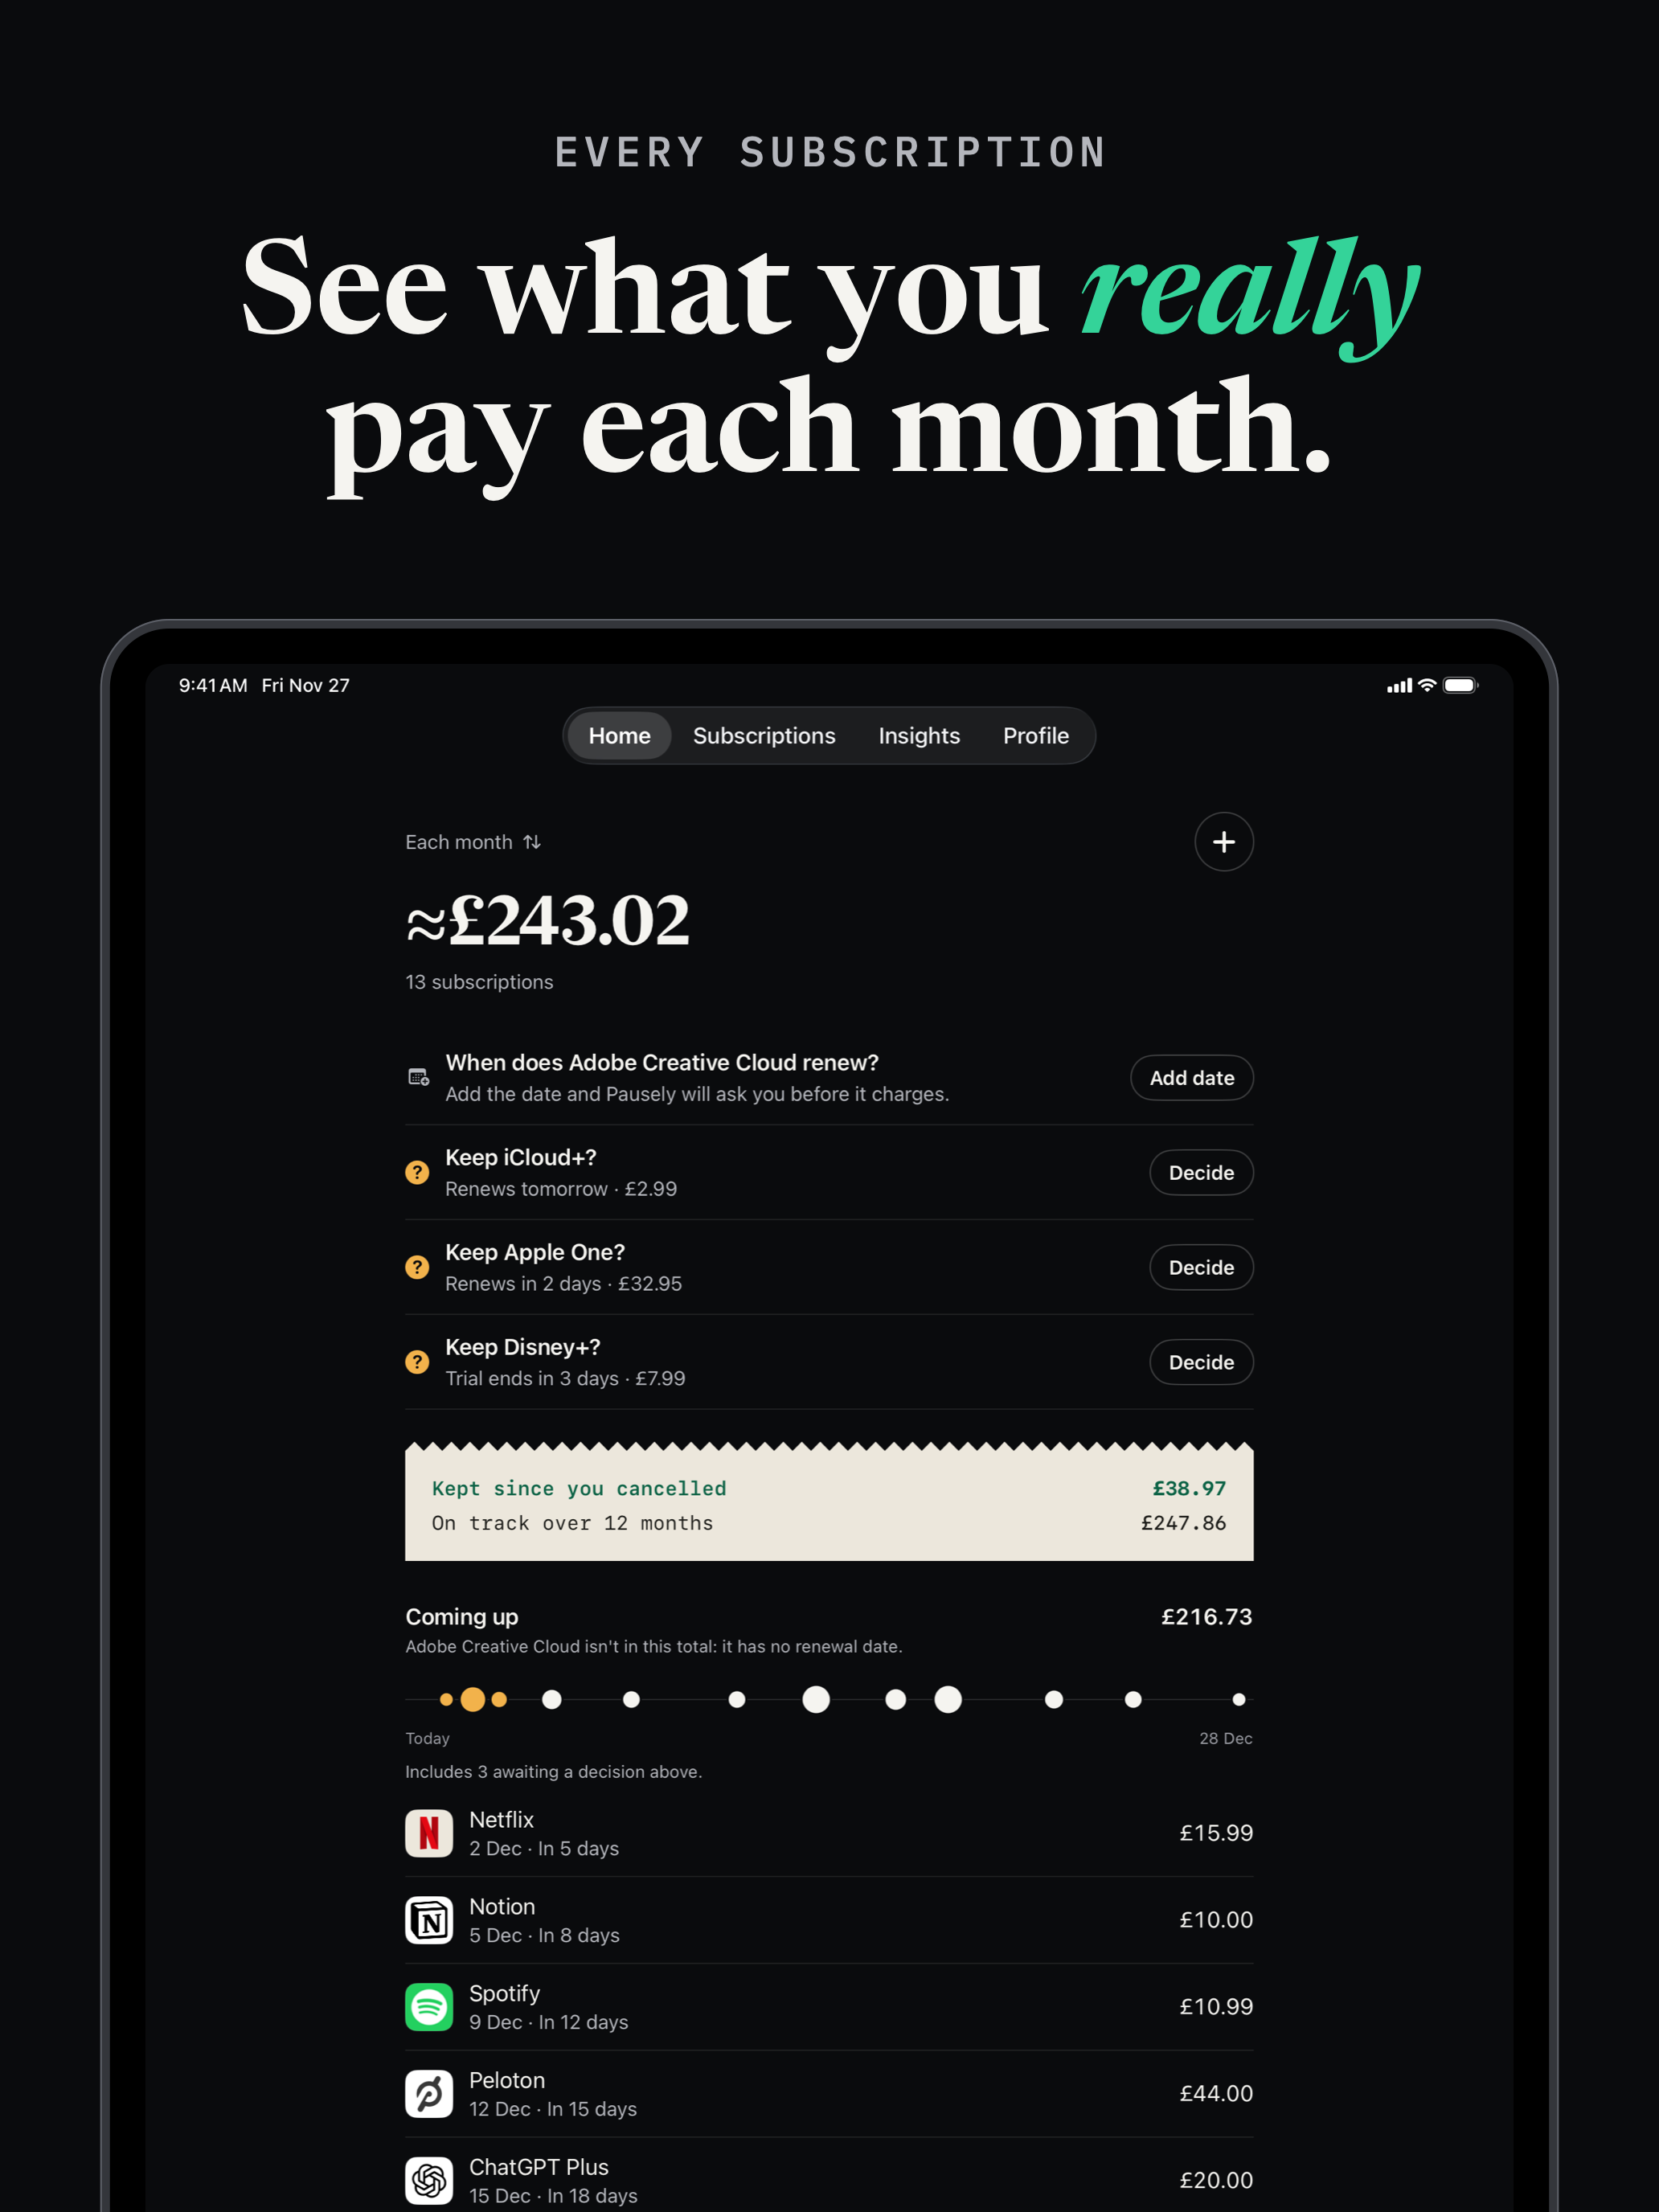 EVERY SUBSCRIPTION
See what you really
pay each month.
9:41 AM Fri Nov 27
Home Subscriptions Insights Profile
Each month
≈£243.02
13 subscriptions
When does Adobe Creative Cloud renew?
Add the date and Pausely will ask you before it charges.
Add date
Keep iCloud+?
Renews tomorrow · £2.99
Decide
Keep Apple One?
Renews in 2 days · £32.95
Decide
Keep Disney+?
Trial ends in 3 days · £7.99
Decide
Kept since you cancelled £38.97
On track over 12 months £247.86
Coming up £216.73
Adobe Creative Cloud isn't in this total: it has no renewal date.
Today 28 Dec
Includes 3 awaiting a decision above.
Netflix
2 Dec · In 5 days
£15.99
Notion
5 Dec · In 8 days
£10.00
Spotify
9 Dec · In 12 days
£10.99
Peloton
12 Dec · In 15 days
£44.00
ChatGPT Plus
15 Dec · In 18 days
£20.00